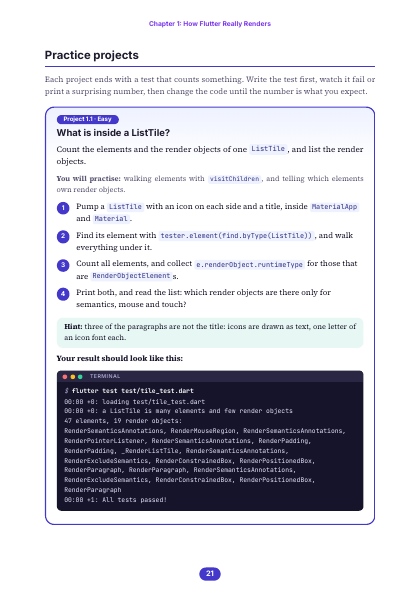 Chapter 1: How Flutter Really Renders
Practice projects
Each project ends with a test that counts something. Write the test first, watch it fail or
print a surprising number, then change the code until the number is what you expect.
Project 1.1 · Easy
What is inside a ListTile?
Count the elements and the render objects of one ListTile, and list the render
objects.
You will practise: walking elements with visitChildren, and telling which elements
own render objects.
1 Pump a ListTile with an icon on each side and a title, inside MaterialApp
and Material.
2 Find its element with tester.element(find.byType(ListTile)), and walk
everything under it.
3 Count all elements, and collect e.renderObject.runtimeType for those that
are RenderObjectElements.
4 Print both, and read the list: which render objects are there only for
semantics, mouse and touch?
Hint: three of the paragraphs are not the title: icons are drawn as text, one letter of
an icon font each.
Your result should look like this:
TERMINAL
$ flutter test test/tile_test.dart
00:00 +0: loading test/tile_test.dart
00:00 +0: a ListTile is many elements and few render objects
47 elements, 19 render objects:
RenderSemanticsAnnotations, RenderMouseRegion, RenderSemanticsAnnotations,
RenderPointerListener, RenderSemanticsAnnotations, RenderPadding,
RenderPadding, _RenderListTile, RenderSemanticsAnnotations,
RenderExcludeSemantics, RenderConstrainedBox, RenderPositionedBox,
RenderParagraph, RenderParagraph, RenderSemanticsAnnotations,
RenderExcludeSemantics, RenderConstrainedBox, RenderPositionedBox,
RenderParagraph
00:00 +1: All tests passed!
21